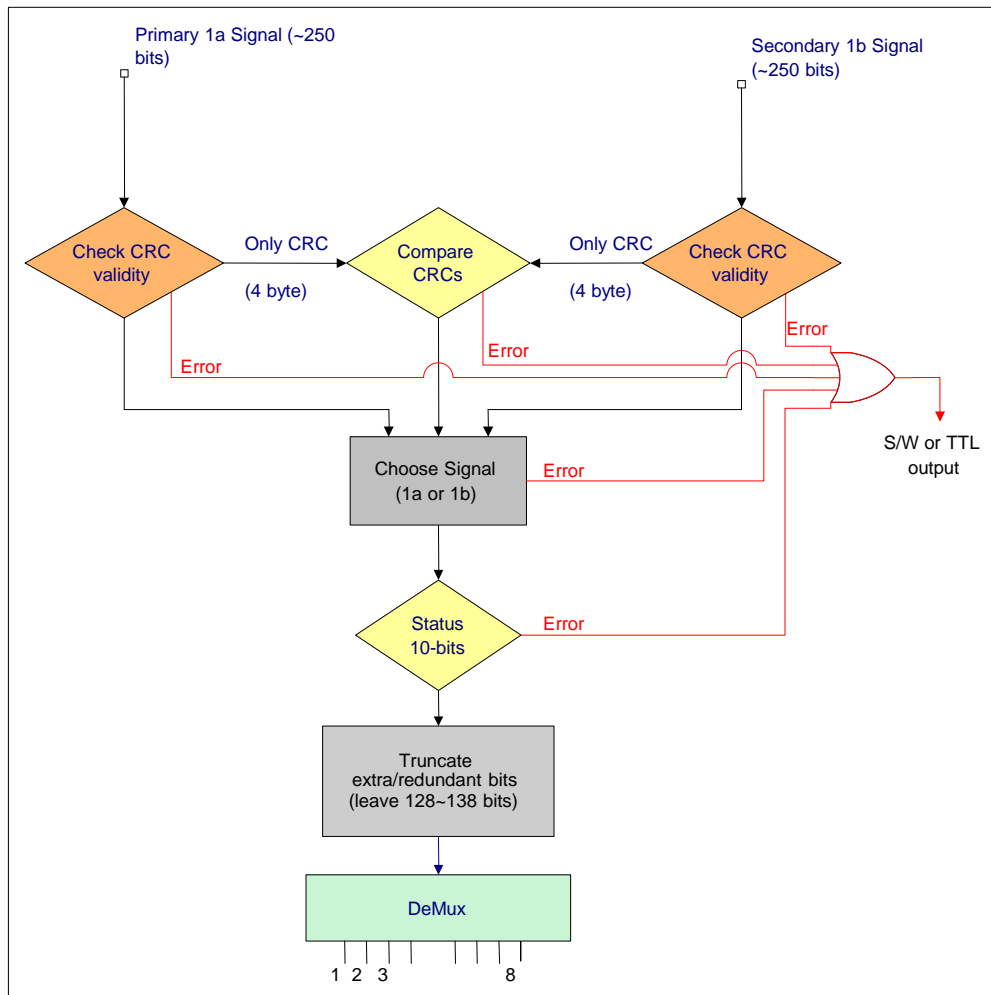 Primary 1a Signal (~250
bits)
Secondary 1b Signal
(~250 bits)
Check CRC
validity
Only CRC
(4 byte)
Compare
CRCs
Only CRC
(4 byte)
Check CRC
validity
Error
Error
Error
S/W or TTL
output
Choose Signal
(1a or 1b)
Error
Status
10-bits
Error
Truncate
extra/redundant bits
(leave 128~138 bits)
DeMux
1 2 3 8